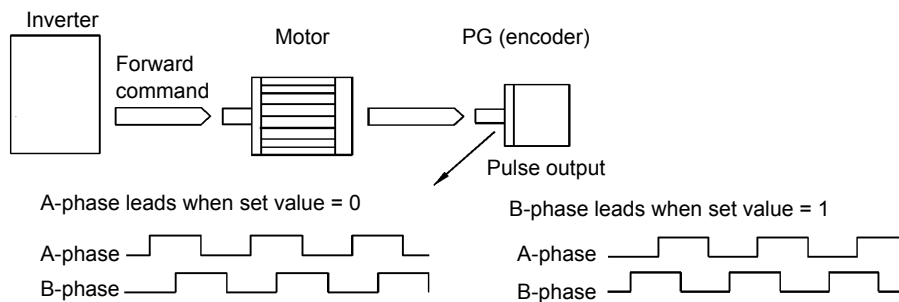 Inverter
Motor
PG (encoder)
Forward
command
Pulse output
A-phase leads when set value = 0
A-phase
B-phase
B-phase leads when set value = 1
A-phase
B-phase